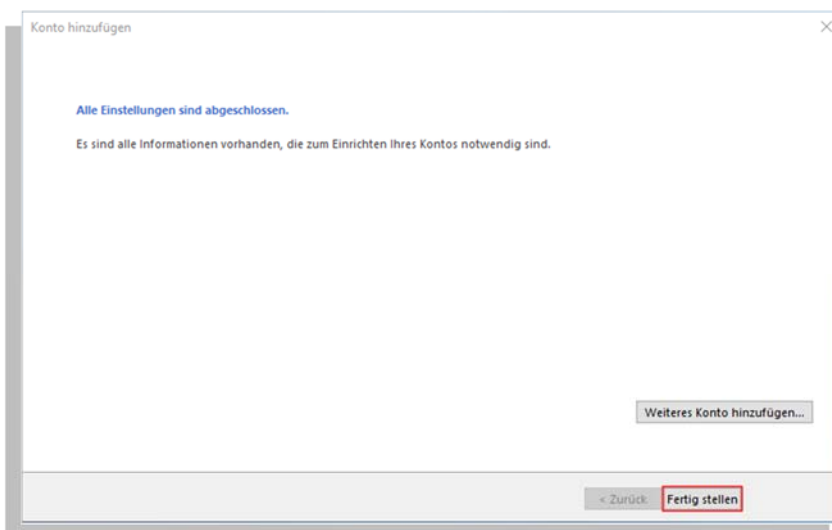 Konto hinzufügen
Alle Einstellungen sind abgeschlossen.
Es sind alle Informationen vorhanden, die zum Einrichten Ihres Kontos notwendig sind.
Weiteres Konto hinzufügen...
< Zurück Fertig stellen